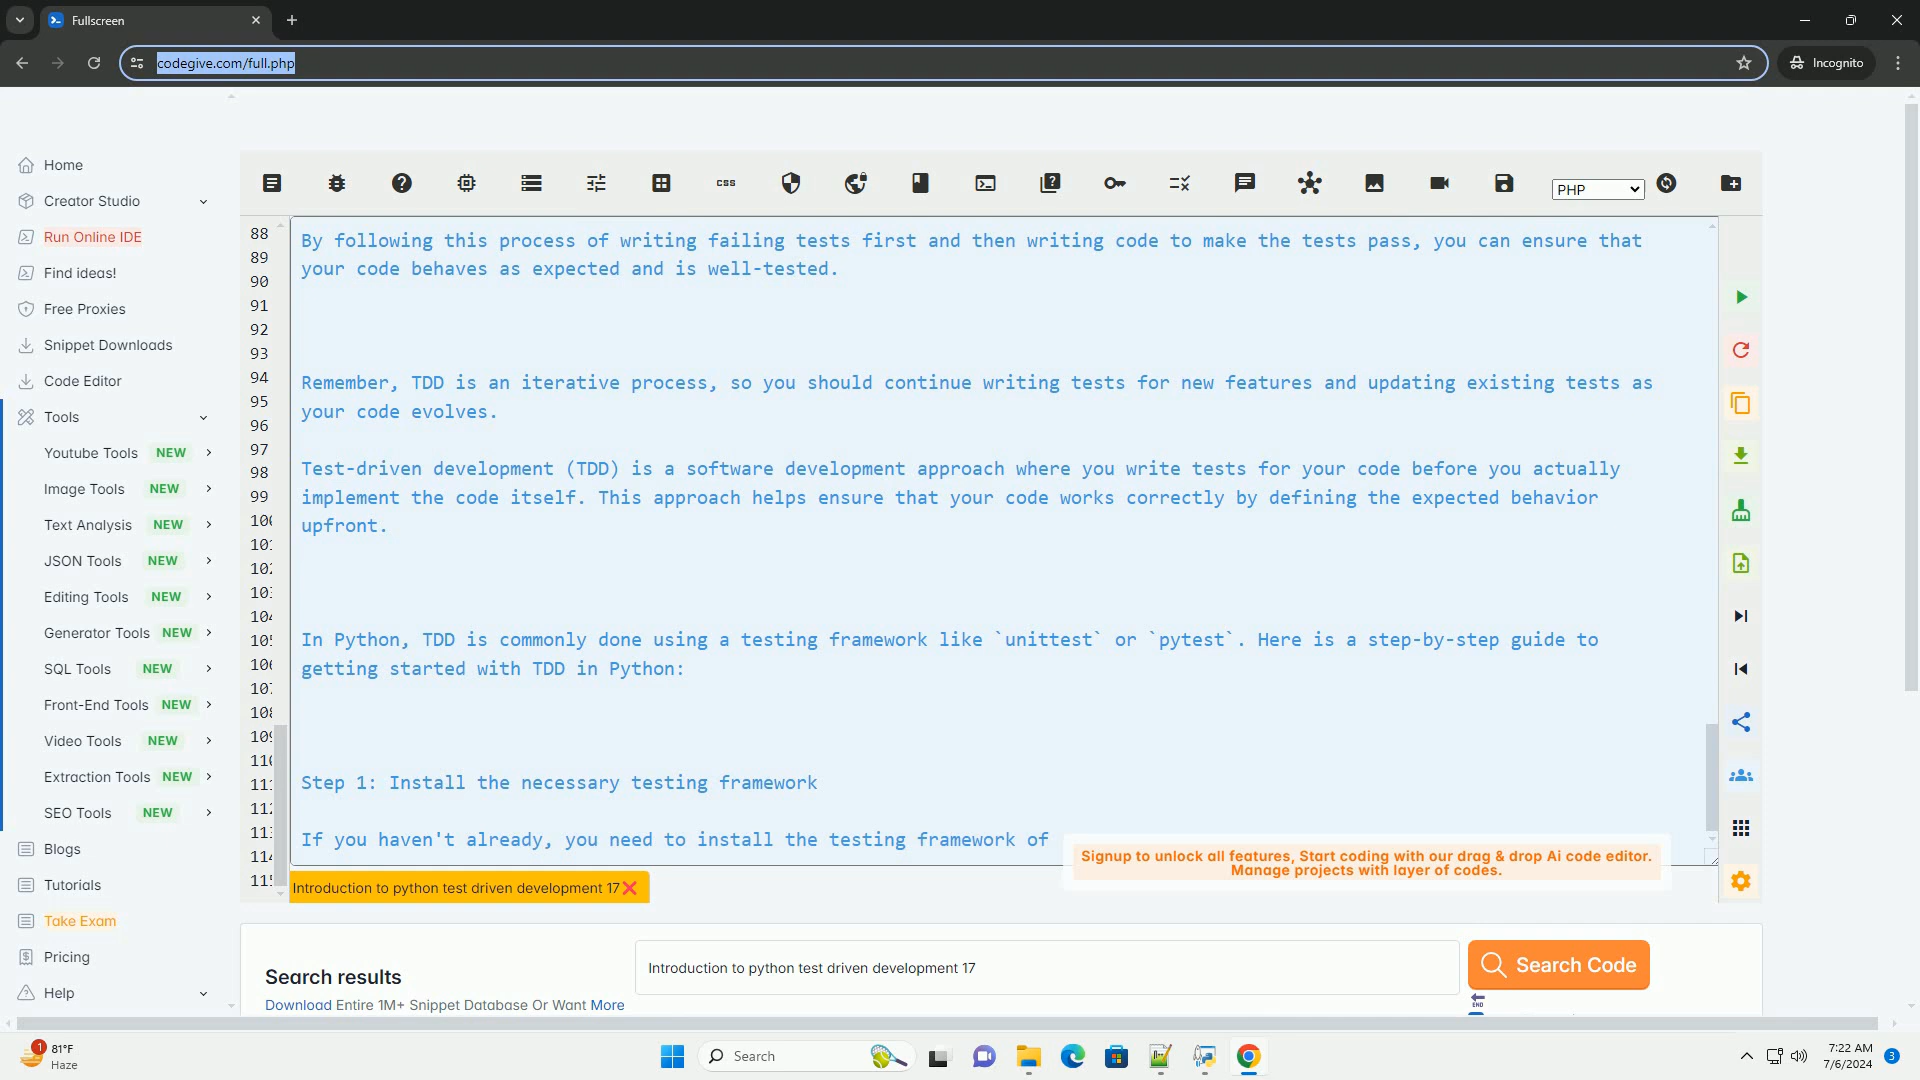 Fullscreen
codegive.com/full.php
Incognito
Home
Creator Studio
Run Online IDE
Find ideas!
Free Proxies
Snippet Downloads
Code Editor
Tools
Youtube Tools NEW
Image Tools NEW
Text Analysis NEW
JSON Tools NEW
Editing Tools NEW
Generator Tools NEW
SQL Tools NEW
Front-End Tools NEW
Video Tools NEW
Extraction Tools NEW
SEO Tools NEW
Blogs
Tutorials
Take Exam
Pricing
Help
css
PHP
88
89
90
91
92
93
94
95
96
97
98
99
By following this process of writing failing tests first and then writing code to make the tests pass, you can ensure that
your code behaves as expected and is well-tested.
Remember, TDD is an iterative process, so you should continue writing tests for new features and updating existing tests as
your code evolves.
Test-driven development (TDD) is a software development approach where you write tests for your code before you actually
implement the code itself. This approach helps ensure that your code works correctly by defining the expected behavior
upfront.
In Python, TDD is commonly done using a testing framework like `unittest` or `pytest`. Here is a step-by-step guide to
getting started with TDD in Python:
Step 1: Install the necessary testing framework
If you haven't already, you need to install the testing framework of
Signup to unlock all features, Start coding with our drag & drop Ai code editor.
Manage projects with layer of codes.
Introduction to python test driven development 17
Search results
Introduction to python test driven development 17
Search Code
Download Entire 1M+ Snippet Database Or Want More
END
1
81°F
Haze
Search
7:22 AM
7/6/2024
3